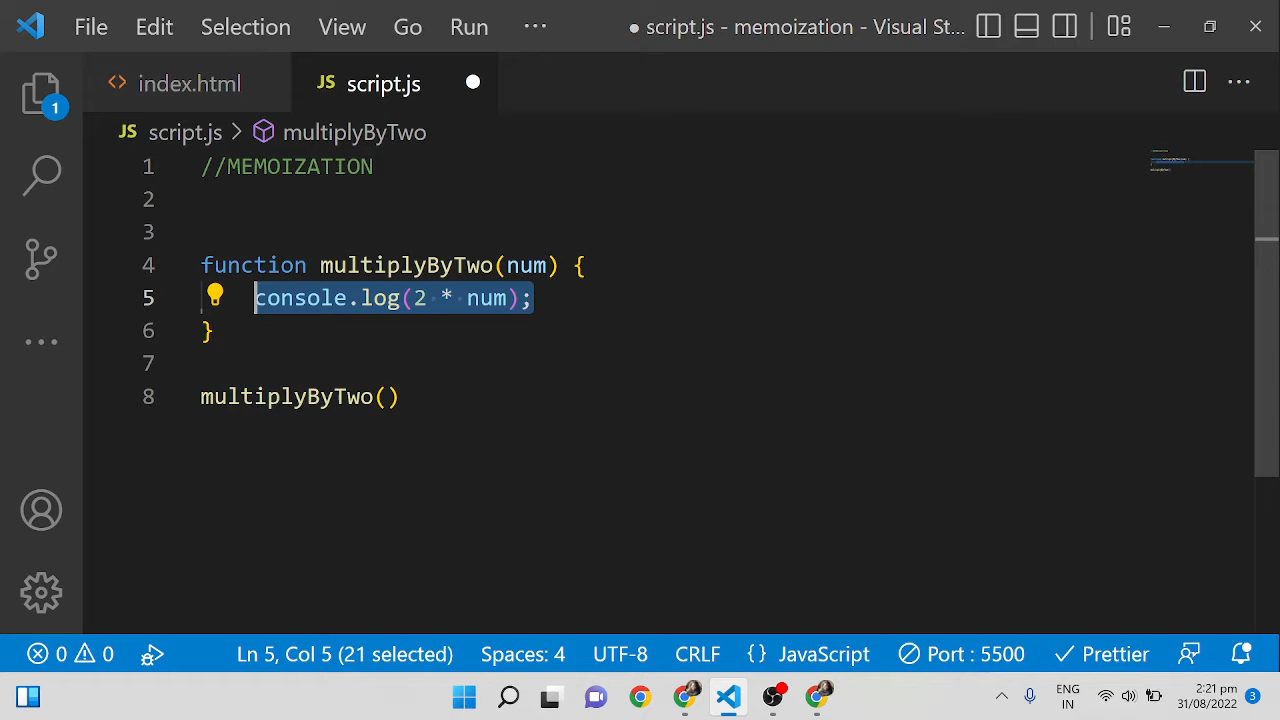 File Edit Selection View Go Run ··· ● script.js - memoization - Visual St...
<> index.html JS script.js ●
JS script.js > multiplyByTwo
1 //MEMOIZATION
2
3
4 function multiplyByTwo(num) {
5 console.log(2 * num);
6 }
7
8 multiplyByTwo()
1
0 0 Ln 5, Col 5 (21 selected) Spaces: 4 UTF-8 CRLF {} JavaScript Port : 5500 Prettier
ENG
IN
2:21 pm
31/08/2022
3